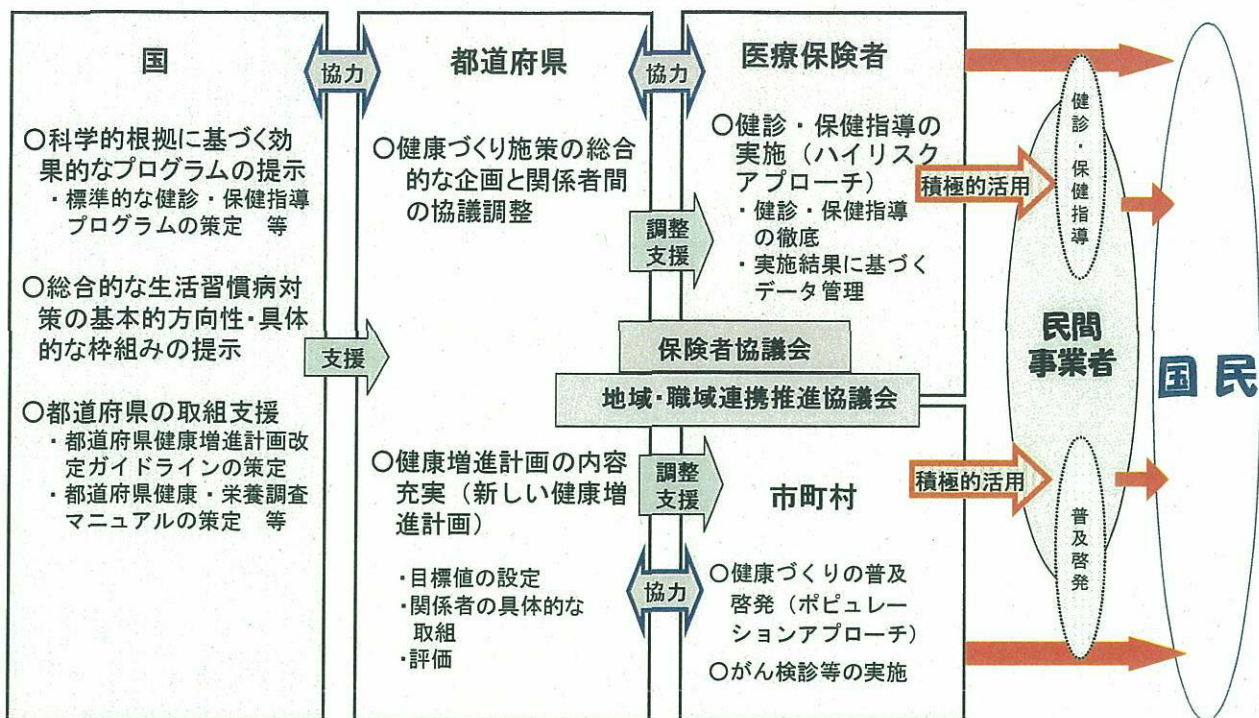 国
○科学的根拠に基づく効
果的なプログラムの提示
・標準的な健診・保健指導
プログラムの策定 等
○総合的な生活習慣病対
策の基本的方向性・具体
的な枠組みの提示
○都道府県の取組支援
・都道府県健康増進計画改
定ガイドラインの策定
・都道府県健康・栄養調査
マニュアルの策定 等
協力
支援
都道府県
○健康づくり施策の総合
的な企画と関係者間
の協議調整
○健康増進計画の内容
充実（新しい健康増
進計画）
・目標値の設定
・関係者の具体的な
取組
・評価
協力
調整
支援
保険者協議会
地域・職域連携推進協議会
調整
支援
協力
医療保険者
○健診・保健指導の
実施（ハイリスク
アプローチ）
・健診・保健指導
の徹底
・実施結果に基づく
データ管理
市町村
○健康づくりの普及
啓発（ポピュレー
ションアプローチ）
○がん検診等の実施
積極的活用
積極的活用
健診・保健指導
民間
事業者
普及啓発
国民